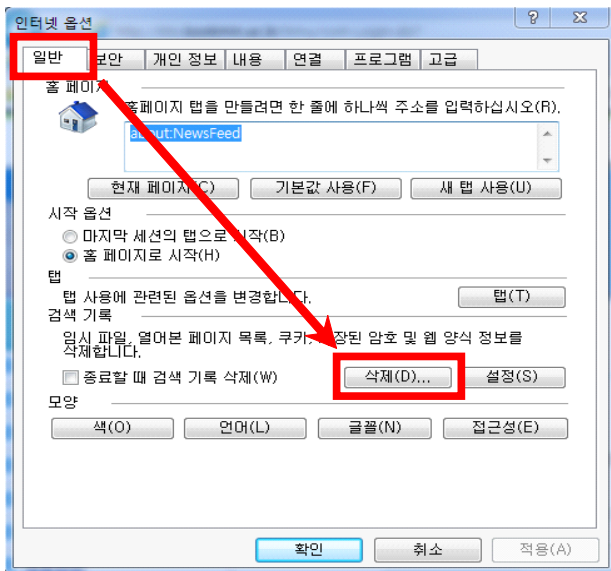 인터넷 옵션
일반 보안 개인 정보 내용 연결 프로그램 고급
홈 페이지
홈페이지 탭을 만들려면 한 줄에 하나씩 주소를 입력하십시오(R).
about:NewsFeed
현재 페이지(C) 기본값 사용(F) 새 탭 사용(U)
시작 옵션
마지막 세션의 탭으로 시작(B)
홈 페이지로 시작(H)
탭
탭 사용에 관련된 옵션을 변경합니다. 탭(T)
검색 기록
임시 파일, 열어본 페이지 목록, 쿠키, 저장된 암호 및 웹 양식 정보를
삭제합니다.
종료할 때 검색 기록 삭제(W) 삭제(D)... 설정(S)
모양
색(O) 언어(L) 글꼴(N) 접근성(E)
확인 취소 적용(A)